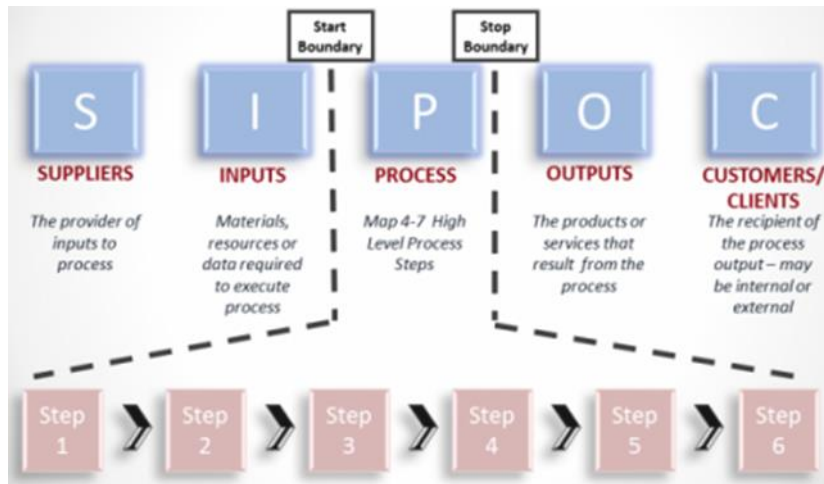 Start
Boundary
Stop
Boundary
S
I
P
O
C
SUPPLIERS
The provider of
inputs to
process
INPUTS
Materials,
resources or
data required
to execute
process
PROCESS
Map 4-7 High
Level Process
Steps
OUTPUTS
The products or
services that
result from the
process
CUSTOMERS/
CLIENTS
The recipient of
the process
output – may
be internal or
external
Step
1
Step
2
Step
3
Step
4
Step
5
Step
6